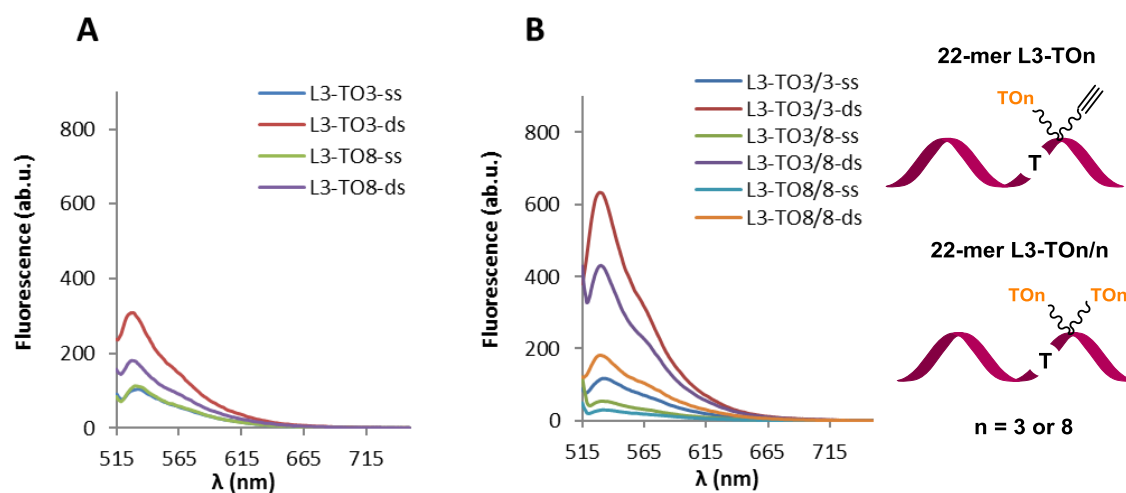 A
L3-TO3-ss
L3-TO3-ds
L3-TO8-ss
L3-TO8-ds
Fluorescence (ab.u.)
800
600
400
200
0
515 565 615 665 715
λ (nm)
B
L3-TO3/3-ss
L3-TO3/3-ds
L3-TO3/8-ss
L3-TO3/8-ds
L3-TO8/8-ss
L3-TO8/8-ds
Fluorescence (ab.u.)
800
600
400
200
0
515 565 615 665 715
λ (nm)
22-mer L3-TOn
TOn
T
22-mer L3-TOn/n
TOn TOn
T
n = 3 or 8